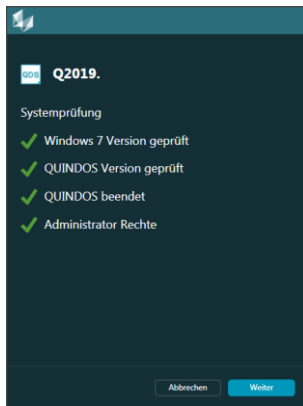 QDS Q2019.
Systemprüfung
Windows 7 Version geprüft
QUINDOS Version geprüft
QUINDOS beendet
Administrator Rechte
Abbrechen Weiter